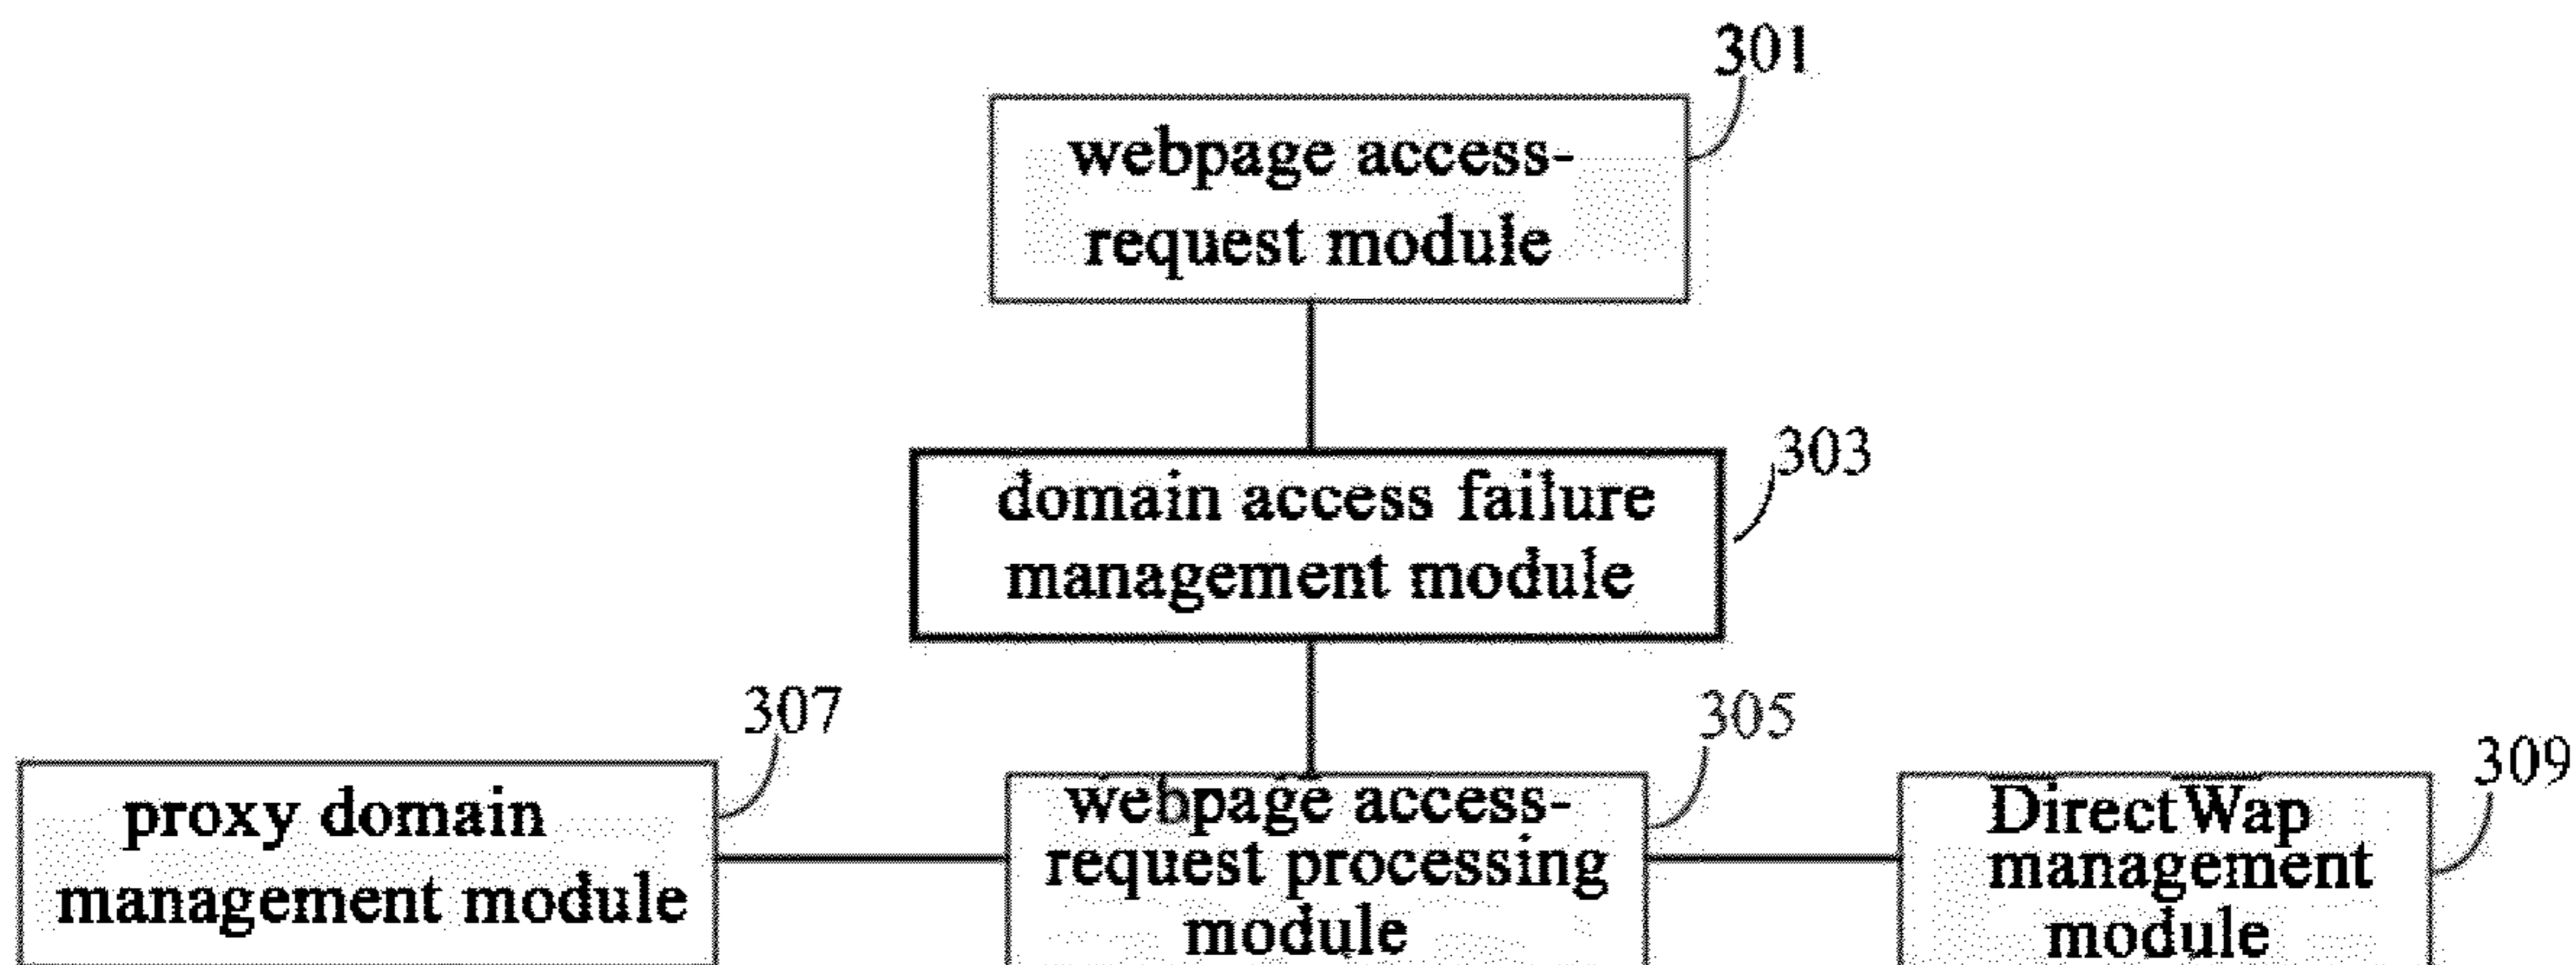 301
webpage access-
request module
303
domain access failure
management module
307
proxy domain
management module
305
webpage access-
request processing
module
309
DirectWap
management
module